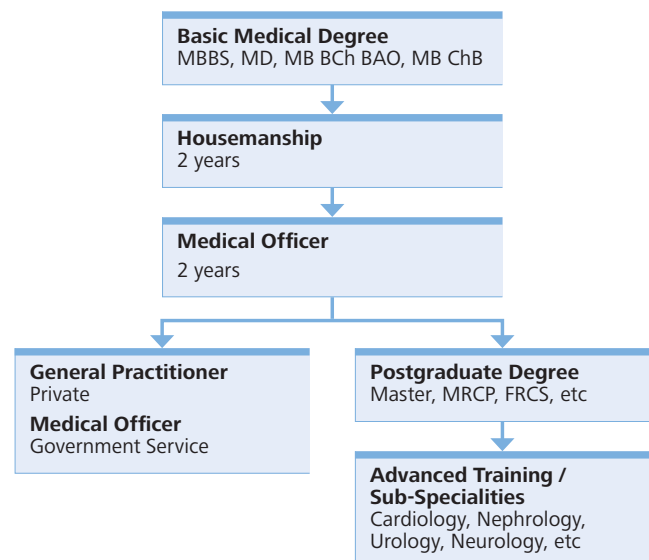 Basic Medical Degree
MBBS, MD, MB BCh BAO, MB ChB
Housemanship
2 years
Medical Officer
2 years
General Practitioner
Private
Medical Officer
Government Service
Postgraduate Degree
Master, MRCP, FRCS, etc
Advanced Training /
Sub-Specialities
Cardiology, Nephrology,
Urology, Neurology, etc